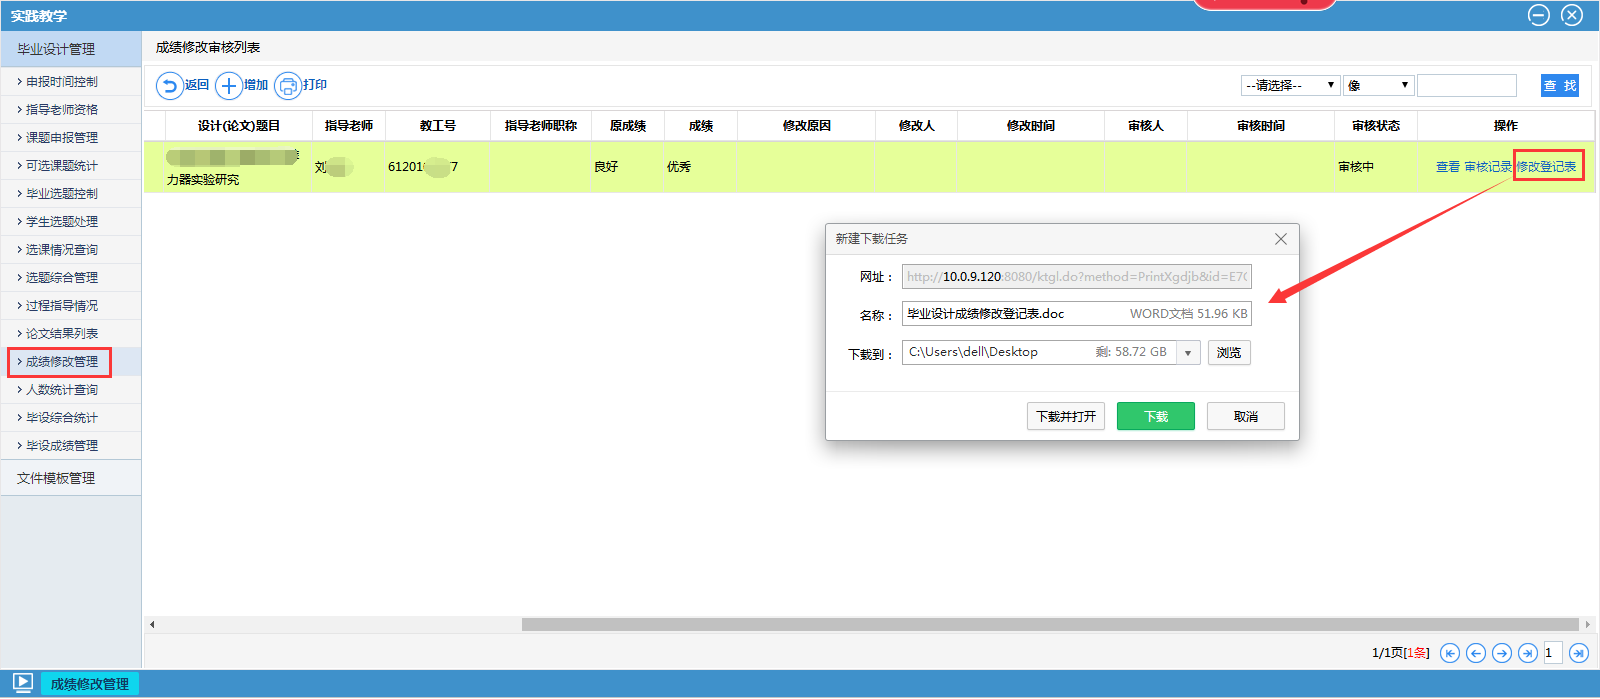 实践教学
毕业设计管理
申报时间控制
指导老师资格
课题申报管理
可选课题统计
毕业选题控制
学生选题处理
选课情况查询
选题综合管理
过程指导情况
论文结果列表
成绩修改管理
人数统计查询
毕设综合统计
毕设成绩管理
文件模板管理
成绩修改审核列表
返回 增加 打印 --请选择-- 像 查 找
设计(论文)题目 指导老师 教工号 指导老师职称 原成绩 成绩 修改原因 修改人 修改时间 审核人 审核时间 审核状态 操作
力器实验研究 刘 61201 7 良好 优秀 审核中 查看 审核记录 修改登记表
新建下载任务
网址： http://10.0.9.120:8080/ktgl.do?method=PrintXgdjb&id=E7
名称： 毕业设计成绩修改登记表.doc WORD文档 51.96 KB
下载到： C:\Users\dell\Desktop 剩: 58.72 GB 浏览
下载并打开 下载 取消
1/1页[1条] 1
成绩修改管理